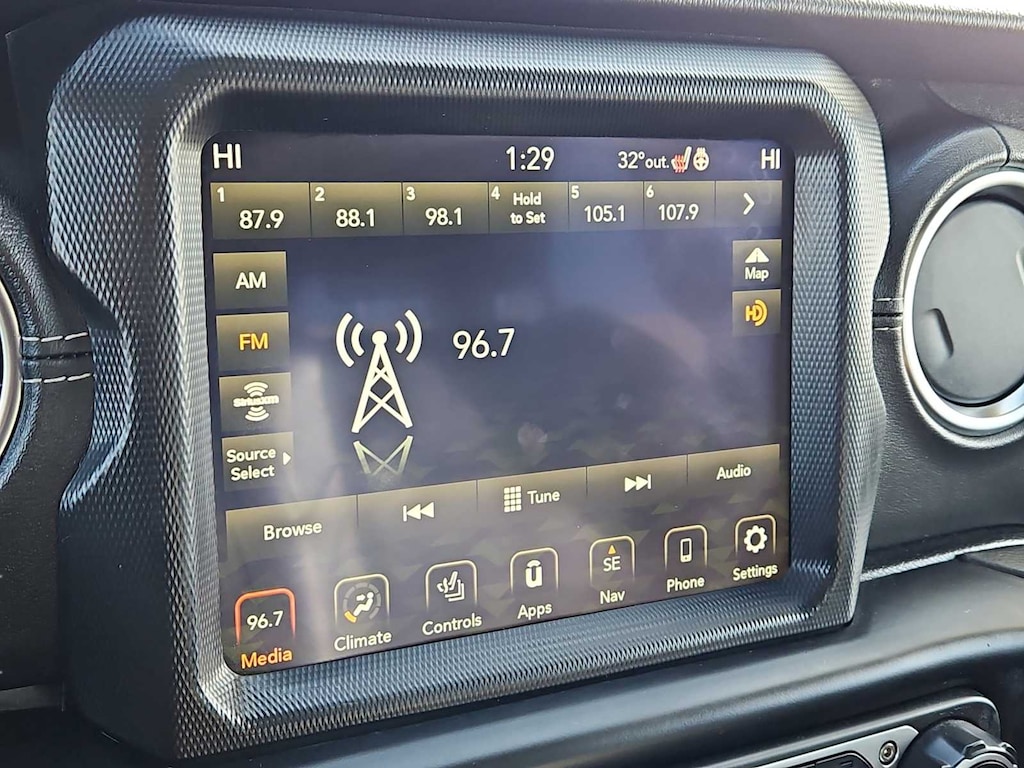 HI 1:29 32°out. HI
1 87.9 2 88.1 3 98.1 4 Hold to Set 5 105.1 6 107.9
AM
Map
FM
HD
96.7
SiriusXM
Source
Select
Browse Tune Audio
96.7
SE
Media Climate Controls Apps Nav Phone Settings